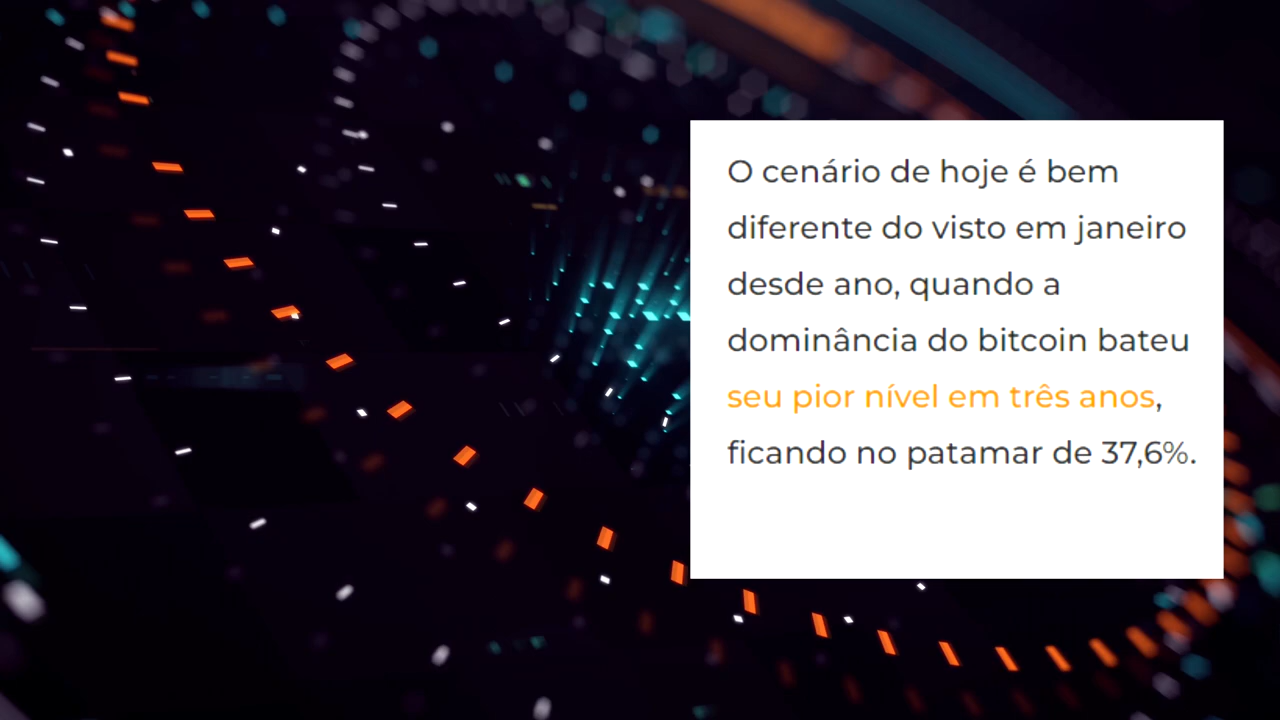 O cenário de hoje é bem
diferente do visto em janeiro
desde ano, quando a
dominância do bitcoin bateu
seu pior nível em três anos,
ficando no patamar de 37,6%.